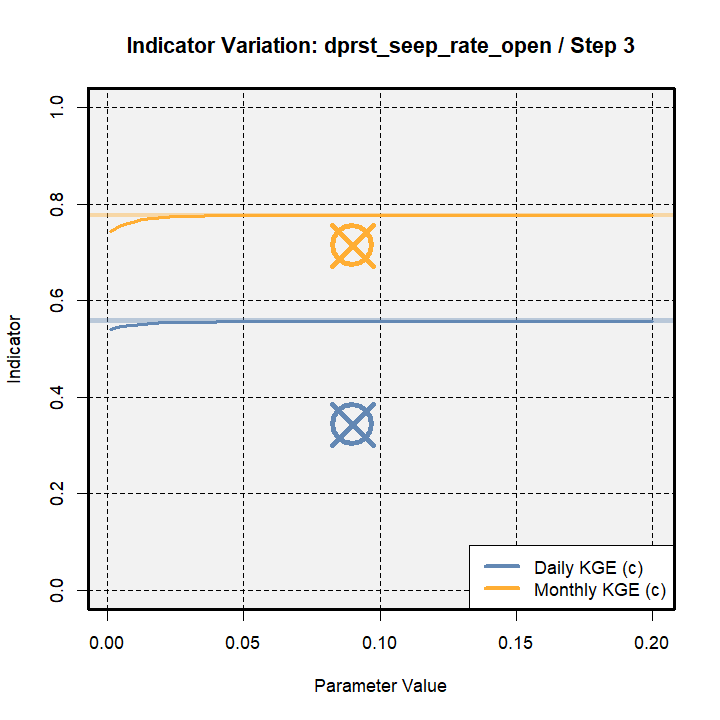 Indicator Variation: dprst_seep_rate_open / Step 3
Indicator
1.0
0.8
0.6
0.4
0.2
0.0
Daily KGE (c)
Monthly KGE (c)
0.00 0.05 0.10 0.15 0.20
Parameter Value